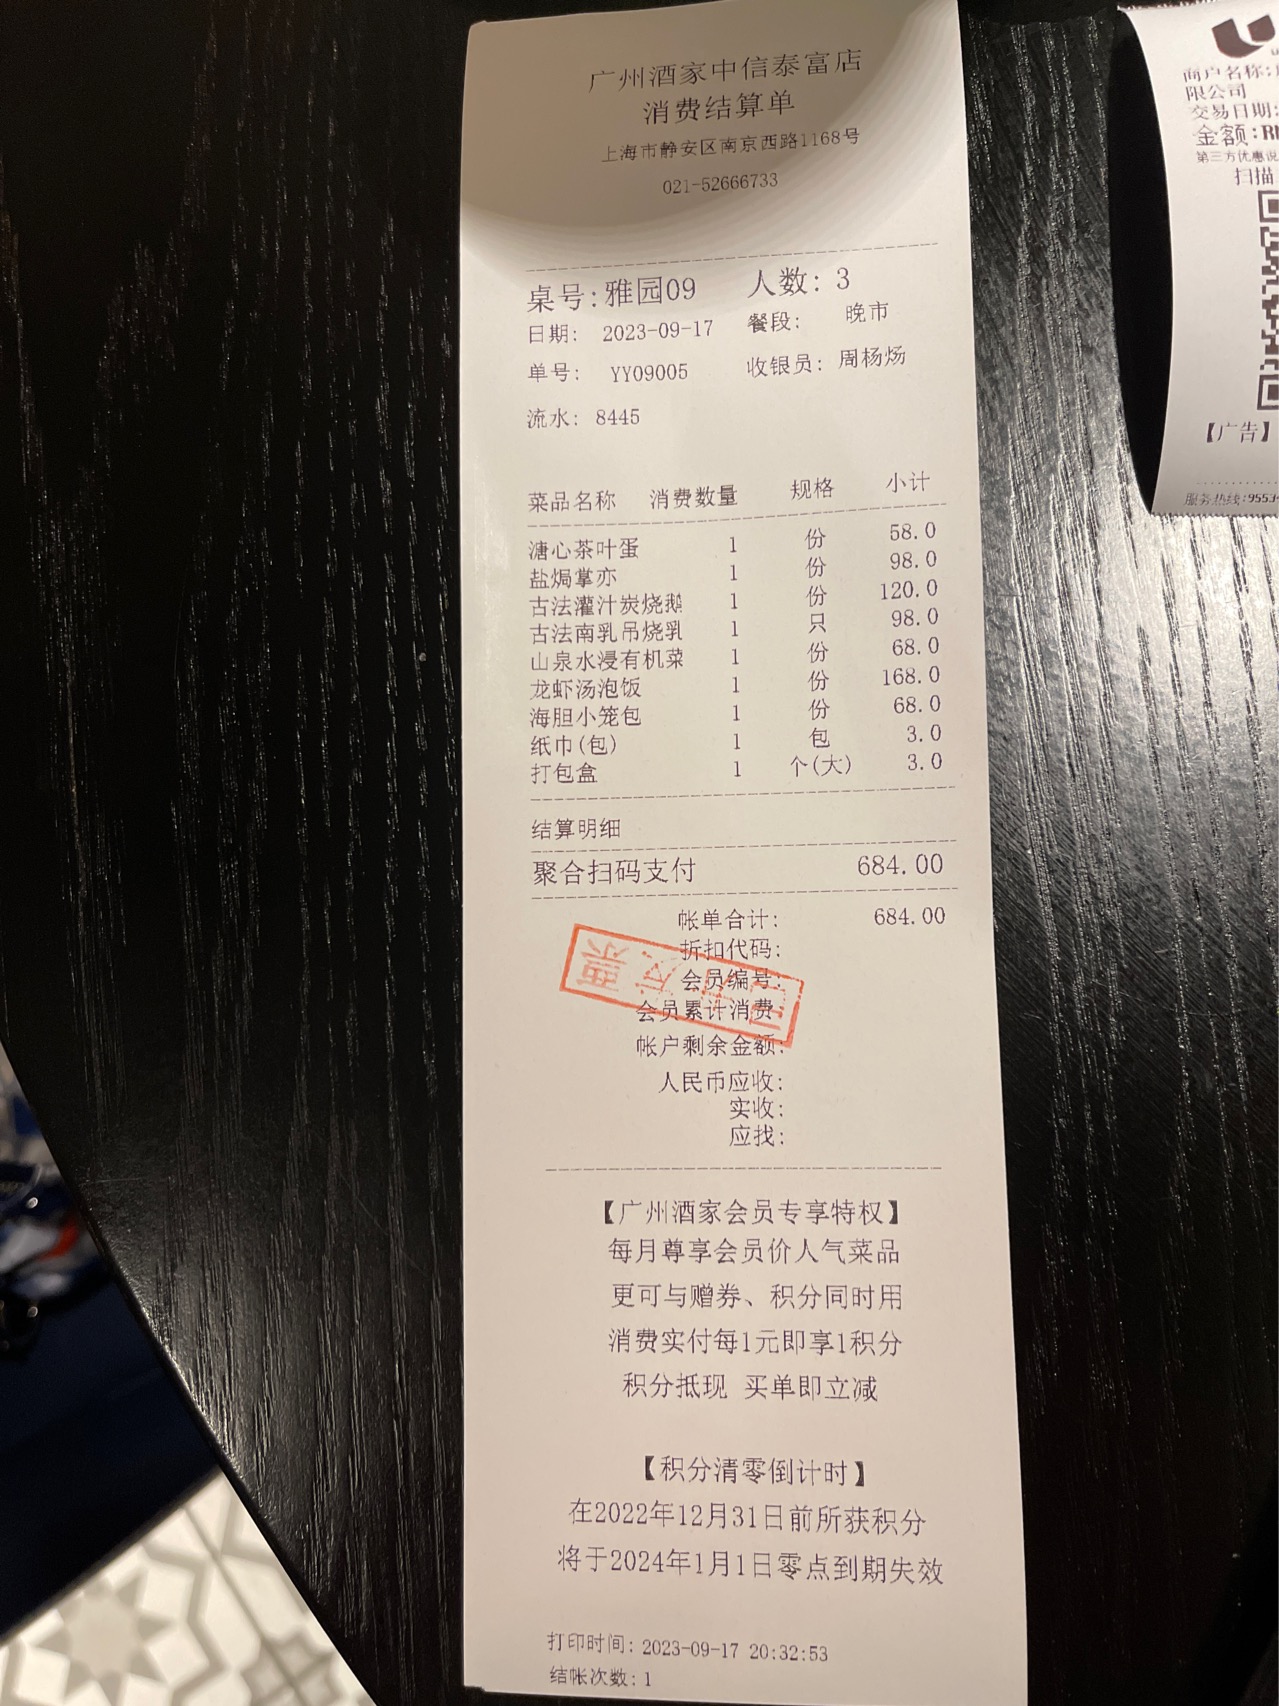 广州酒家中信泰富店
消费结算单
上海市静安区南京西路1168号
021-52666733
桌号:雅园09 人数: 3
日期: 2023-09-17 餐段: 晚市
单号: YY09005 收银员: 周杨炀
流水: 8445
菜品名称 消费数量 规格 小计
溏心茶叶蛋 1 份 58.0
盐焗掌亦 1 份 98.0
古法灌汁炭烧鹅 1 份 120.0
古法南乳吊烧乳 1 只 98.0
山泉水浸有机菜 1 份 68.0
龙虾汤泡饭 1 份 168.0
海胆小笼包 1 份 68.0
纸巾(包) 1 包 3.0
打包盒 1 个(大) 3.0
结算明细
聚合扫码支付 684.00
帐单合计: 684.00
折扣代码:
会员编号:
会员累计消费
帐户剩余金额:
人民币应收:
实收:
应找:
【广州酒家会员专享特权】
每月尊享会员价人气菜品
更可与赠券、积分同时用
消费实付每1元即享1积分
积分抵现 买单即立减
【积分清零倒计时】
在2022年12月31日前所获积分
将于2024年1月1日零点到期失效
打印时间: 2023-09-17 20:32:53
结帐次数: 1
商户名称:
限公司
交易日期:
金额:R
第三方优惠说
扫描
【广告】
服务热线:9553